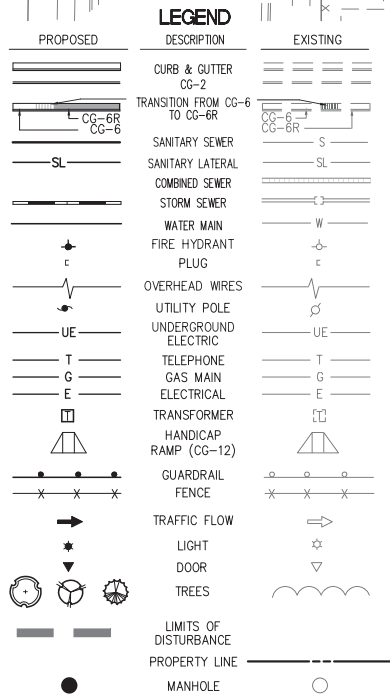 LEGEND
PROPOSED DESCRIPTION EXISTING
CURB & GUTTER
CG-2
TRANSITION FROM CG-6
TO CG-6R
CG-6R
CG-6
CG-6
CG-6R
SANITARY SEWER S
SL SANITARY LATERAL SL
COMBINED SEWER
STORM SEWER
WATER MAIN W
FIRE HYDRANT
PLUG
OVERHEAD WIRES
UTILITY POLE
UE UNDERGROUND ELECTRIC UE
T TELEPHONE T
G GAS MAIN G
E ELECTRICAL E
T TRANSFORMER T
HANDICAP
RAMP (CG-12)
GUARDRAIL
X X X FENCE X X X
TRAFFIC FLOW
LIGHT
DOOR
TREES
LIMITS OF
DISTURBANCE
PROPERTY LINE
MANHOLE